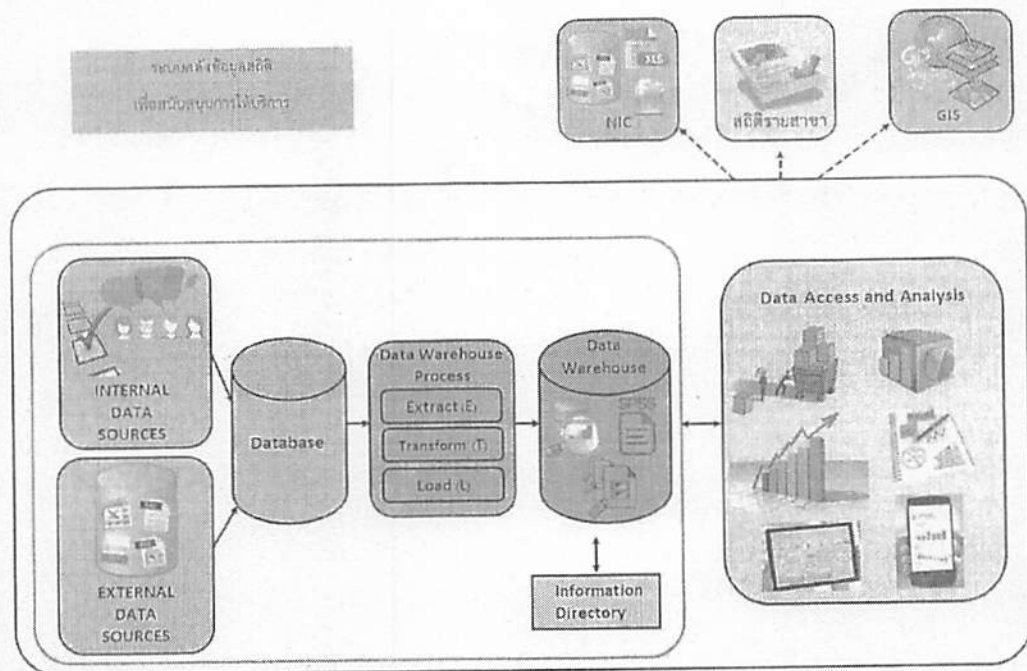 ระบบคลังข้อมูลสถิติ
เพื่อสนับสนุนการให้บริการ
XLS
NIC
สถิติรายสาขา
GIS
INTERNAL
DATA
SOURCES
EXTERNAL
DATA
SOURCES
Database
Data Warehouse
Process
Extract (E)
Transform (T)
Load (L)
Data
Warehouse
SPSS
Information
Directory
Data Access and Analysis